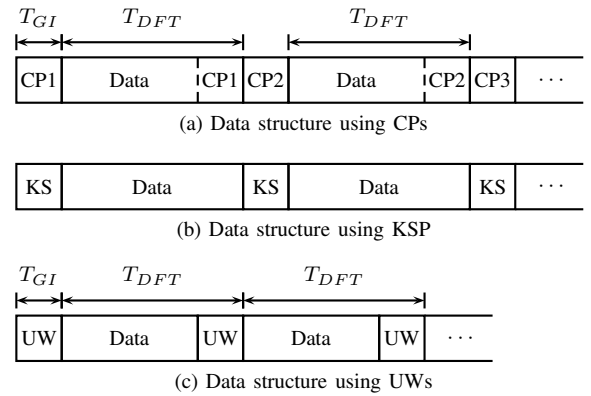 T_GI T_DFT T_DFT
CP1 Data CP1 CP2 Data CP2 CP3 ···
(a) Data structure using CPs
KS Data KS Data KS ···
(b) Data structure using KSP
T_GI T_DFT T_DFT
UW Data UW Data UW ···
(c) Data structure using UWs